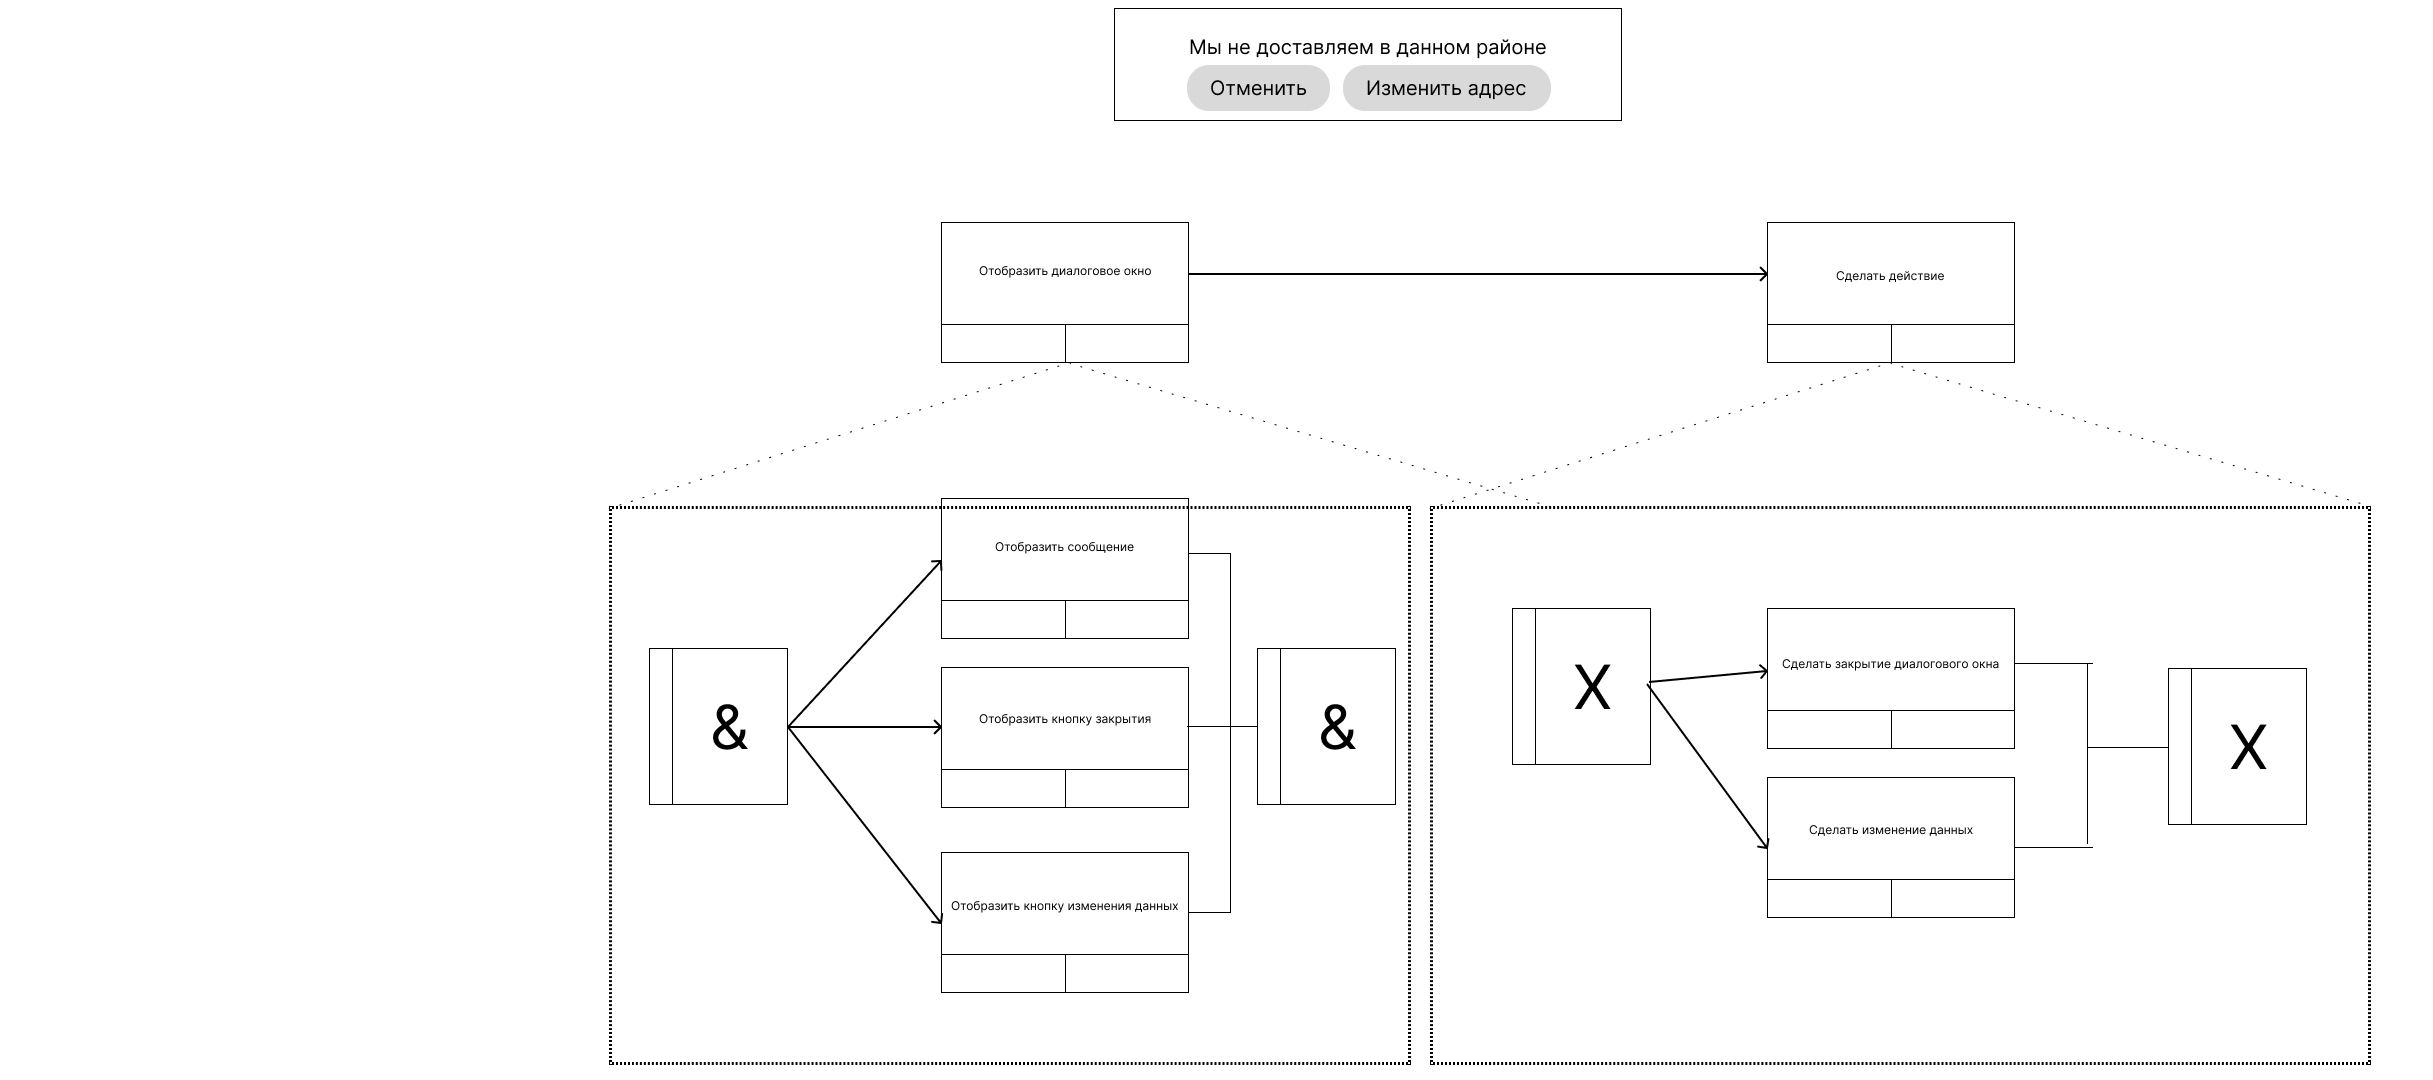 Мы не доставляем в данном районе
Отменить
Изменить адрес
Отобразить диалоговое окно
Сделать действие
Отобразить сообщение
&
Отобразить кнопку закрытия
&
Отобразить кнопку изменения данных
X
Сделать закрытие диалогового окна
X
Сделать изменение данных